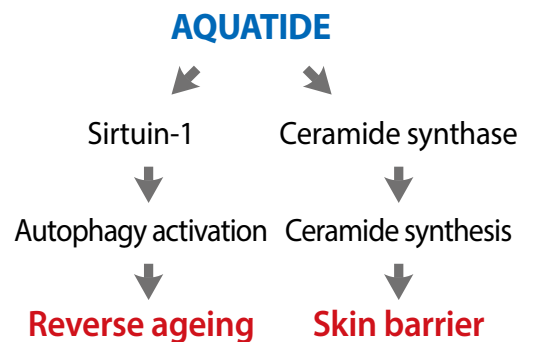 AQUATIDE
Sirtuin-1
Ceramide synthase
Autophagy activation
Ceramide synthesis
Reverse ageing
Skin barrier